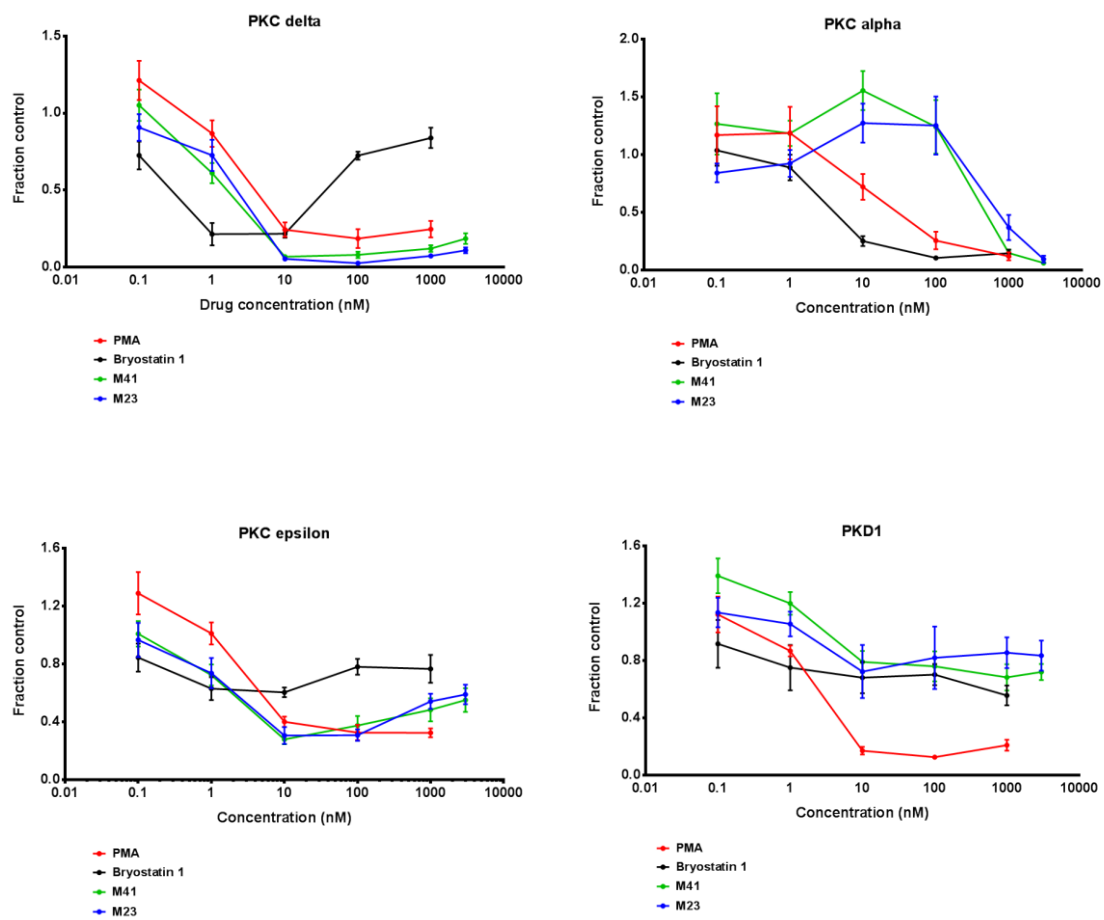 PKC delta
1.5
1.0
0.5
0.0
Fraction control
0.01 0.1 1 10 100 1000 10000
Drug concentration (nM)
PMA
Bryostatin 1
M41
M23
PKC alpha
2.0
1.5
1.0
0.5
0.0
Fraction control
0.01 0.1 1 10 100 1000 10000
Concentration (nM)
PMA
Bryostatin 1
M41
M23
PKC epsilon
1.6
1.2
0.8
0.4
0.0
Fraction control
0.01 0.1 1 10 100 1000 10000
Concentration (nM)
PMA
Bryostatin 1
M41
M23
PKD1
1.6
1.2
0.8
0.4
0.0
Fraction control
0.01 0.1 1 10 100 1000 10000
Concentration (nM)
PMA
Bryostatin 1
M41
M23